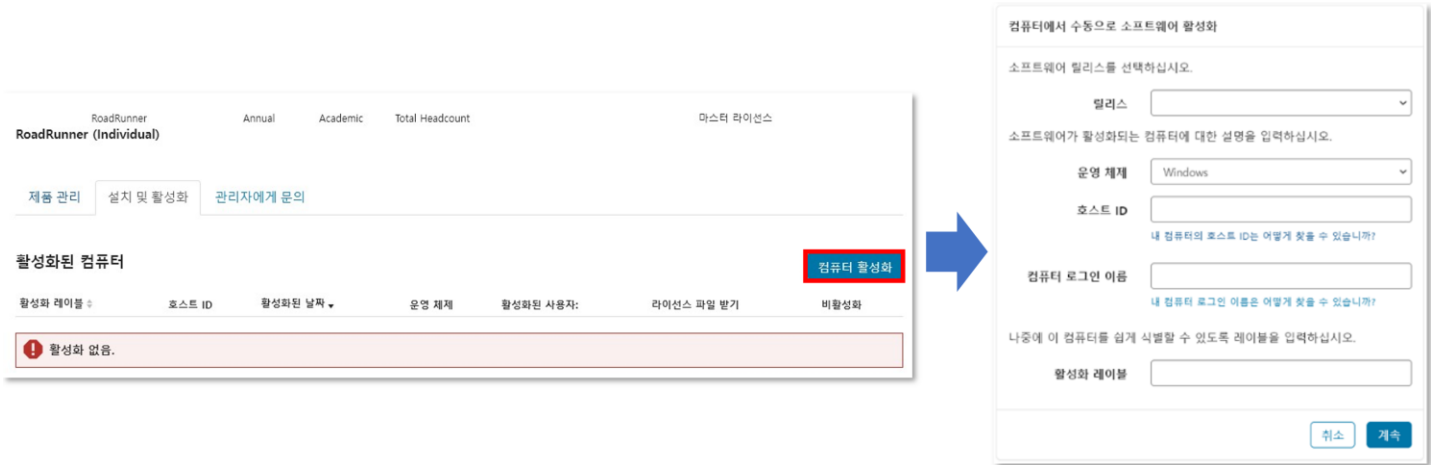 RoadRunner Annual Academic Total Headcount 마스터 라이선스
RoadRunner (Individual)
제품 관리 설치 및 활성화 관리자에게 문의
활성화된 컴퓨터
컴퓨터 활성화
활성화 레이블 호스트 ID 활성화된 날짜 운영 체제 활성화된 사용자: 라이선스 파일 받기 비활성화
활성화 없음.
컴퓨터에서 수동으로 소프트웨어 활성화
소프트웨어 릴리스를 선택하십시오.
릴리스
소프트웨어가 활성화되는 컴퓨터에 대한 설명을 입력하십시오.
운영 체제 Windows
호스트 ID
내 컴퓨터의 호스트 ID는 어떻게 찾을 수 있습니까?
컴퓨터 로그인 이름
내 컴퓨터 로그인 이름은 어떻게 찾을 수 있습니까?
나중에 이 컴퓨터를 쉽게 식별할 수 있도록 레이블을 입력하십시오.
활성화 레이블
취소 계속